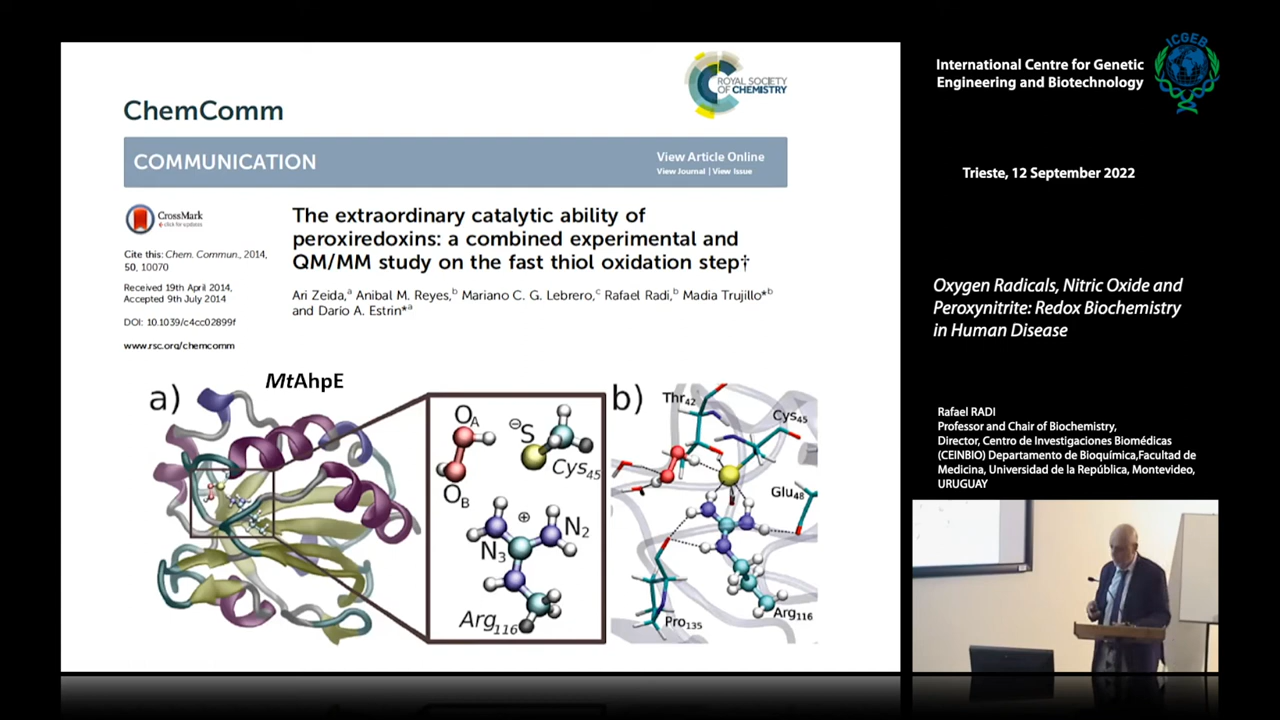 ROYAL SOCIETY
OF CHEMISTRY
ChemComm
COMMUNICATION
View Article Online
View Journal | View Issue
CrossMark
click for updates
Cite this: Chem. Commun., 2014,
50, 10070
Received 19th April 2014,
Accepted 9th July 2014
DOI: 10.1039/c4cc02899f
www.rsc.org/chemcomm
The extraordinary catalytic ability of
peroxiredoxins: a combined experimental and
QM/MM study on the fast thiol oxidation step†
Ari Zeida,ᵃ Anibal M. Reyes,ᵇ Mariano C. G. Lebrero,ᶜ Rafael Radi,ᵇ Madia Trujillo*ᵇ
and Darío A. Estrin*ᵃ
MtAhpE
a)
O_A
⊖S
Cys₄₅
O_B
⊕
N₂
N₃
Arg₁₁₆
b)
Thr₄₂
Cys₄₅
Glu₄₈
Arg₁₁₆
Pro₁₃₅
International Centre for Genetic
Engineering and Biotechnology
ICGEB
Trieste, 12 September 2022
Oxygen Radicals, Nitric Oxide and
Peroxynitrite: Redox Biochemistry
in Human Disease
Rafael RADI
Professor and Chair of Biochemistry,
Director, Centro de Investigaciones Biomédicas
(CEINBIO) Departamento de Bioquímica,Facultad de
Medicina, Universidad de la República, Montevideo,
URUGUAY